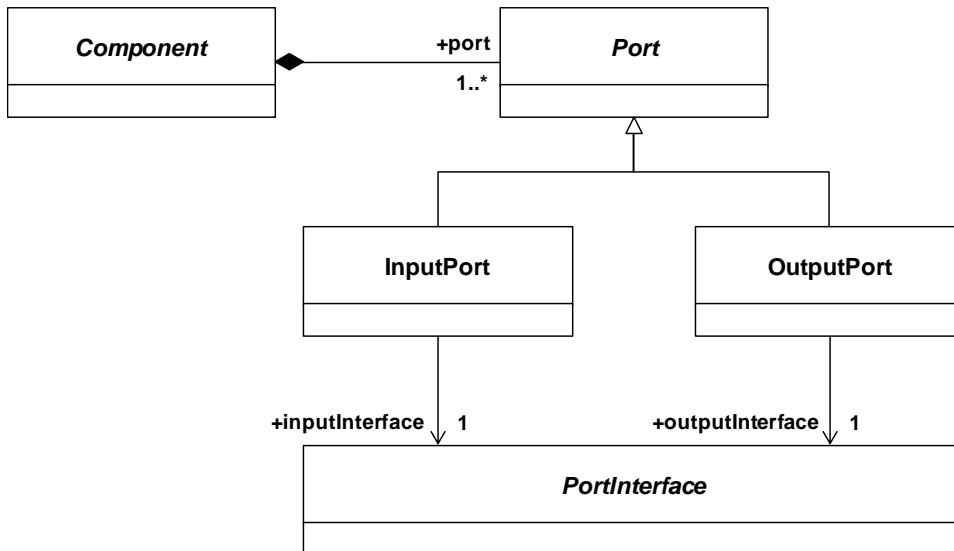 Component
+port
Port
1..*
InputPort
OutputPort
+inputInterface
1
+outputInterface
1
PortInterface